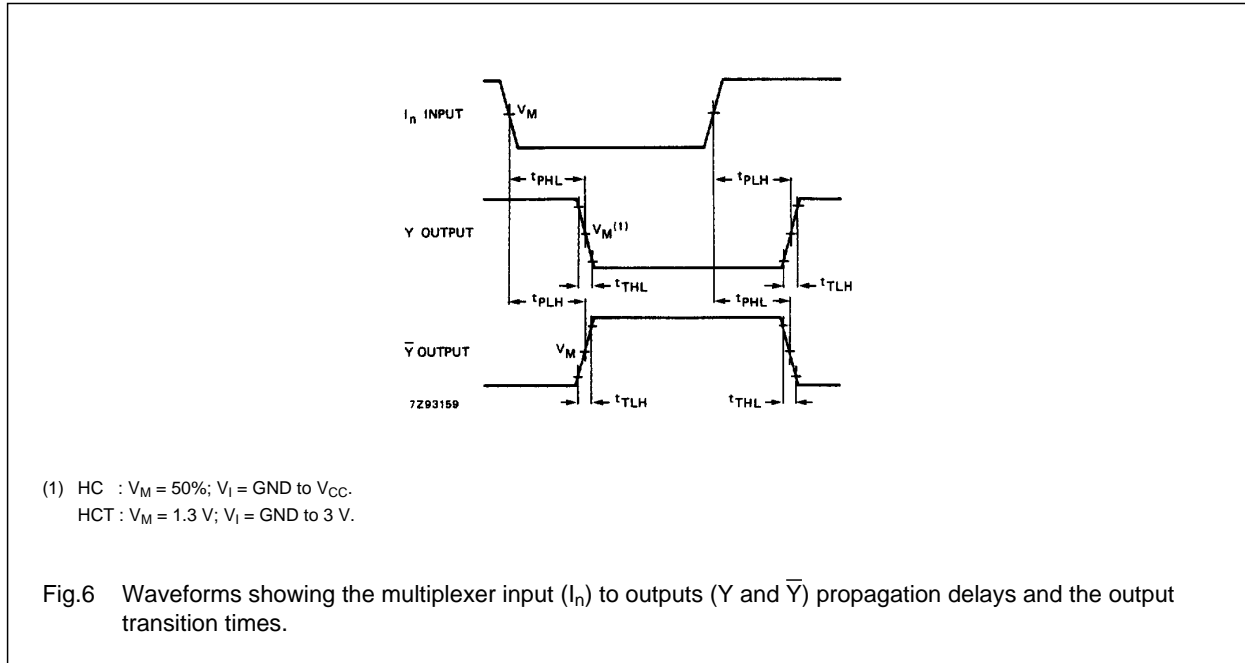 Iₙ INPUT
V_M
t_PHL
t_PLH
Y OUTPUT
V_M⁽¹⁾
t_THL
t_TLH
t_PLH
t_PHL
Y̅ OUTPUT
V_M
t_TLH
t_THL
7Z93159
(1) HC : V_M = 50%; V_I = GND to V_CC.
HCT : V_M = 1.3 V; V_I = GND to 3 V.
Fig.6 Waveforms showing the multiplexer input (Iₙ) to outputs (Y and Y̅) propagation delays and the output
transition times.